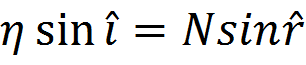 η sin î = Nsinr̂